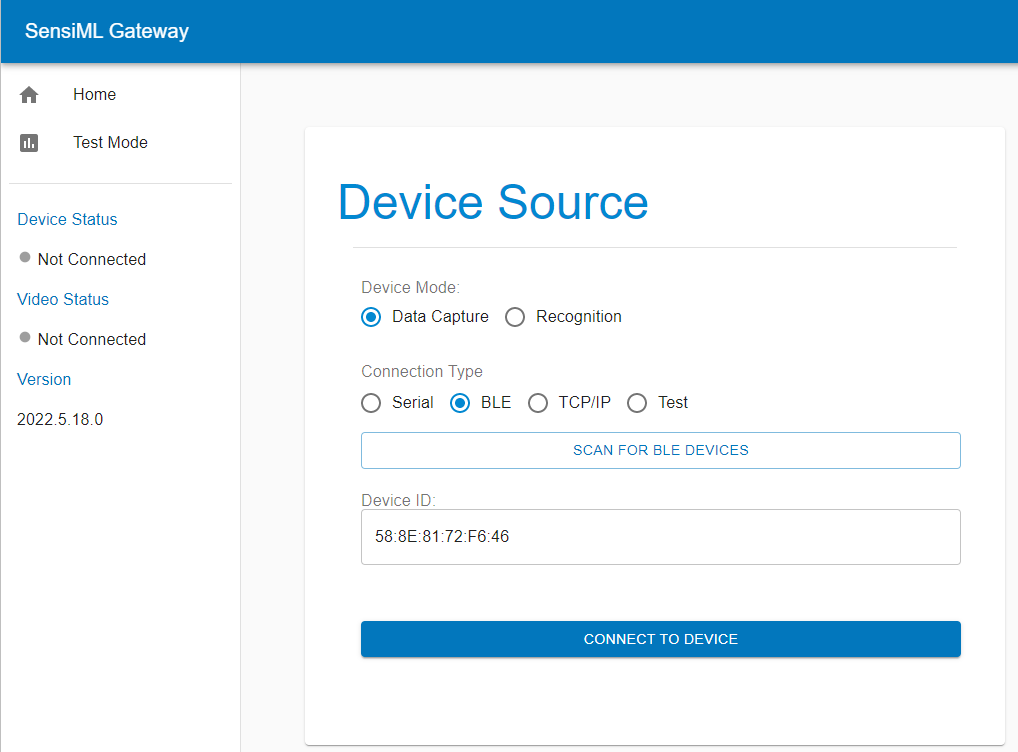 SensiML Gateway
Home
Test Mode
Device Status
Not Connected
Video Status
Not Connected
Version
2022.5.18.0
Device Source
Device Mode:
Data Capture Recognition
Connection Type
Serial BLE TCP/IP Test
SCAN FOR BLE DEVICES
Device ID:
58:8E:81:72:F6:46
CONNECT TO DEVICE